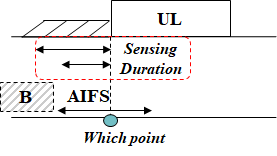 UL
Sensing
Duration
B
AIFS
Which point